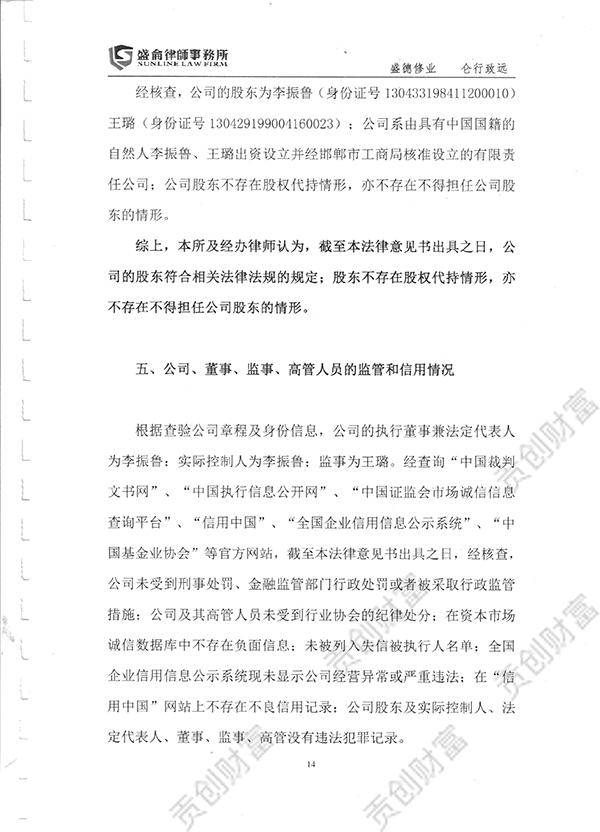 盛侖律師事務所
SUNLINE LAW FIRM
盛德修业 仑行致远
经核查，公司的股东为李振鲁（身份证号 130433198411200010）
王璐（身份证号 130429199004160023）；公司系由具有中国国籍的
自然人李振鲁、王璐出资设立并经邯郸市工商局核准设立的有限责
任公司；公司股东不存在股权代持情形，亦不存在不得担任公司股
东的情形。
综上，本所及经办律师认为，截至本法律意见书出具之日，公
司的股东符合相关法律法规的规定；股东不存在股权代持情形，亦
不存在不得担任公司股东的情形。
五、公司、董事、监事、高管人员的监管和信用情况
根据查验公司章程及身份信息，公司的执行董事兼法定代表人
为李振鲁；实际控制人为李振鲁；监事为王璐。经查询“中国裁判
文书网”、“中国执行信息公开网”、“中国证监会市场诚信信息
查询平台”、“信用中国”、“全国企业信用信息公示系统”、“中
国基金业协会”等官方网站，截至本法律意见书出具之日，经核查，
公司未受到刑事处罚、金融监管部门行政处罚或者被采取行政监管
措施；公司及其高管人员未受到行业协会的纪律处分；在资本市场
诚信数据库中不存在负面信息；未被列入失信被执行人名单；全国
企业信用信息公示系统现未显示公司经营异常或严重违法；在“信
用中国”网站上不存在不良信用记录；公司股东及实际控制人、法
定代表人、董事、监事、高管没有违法犯罪记录。
14
贡创财富
贡创财富
贡创财富
贡创财富
贡创财富